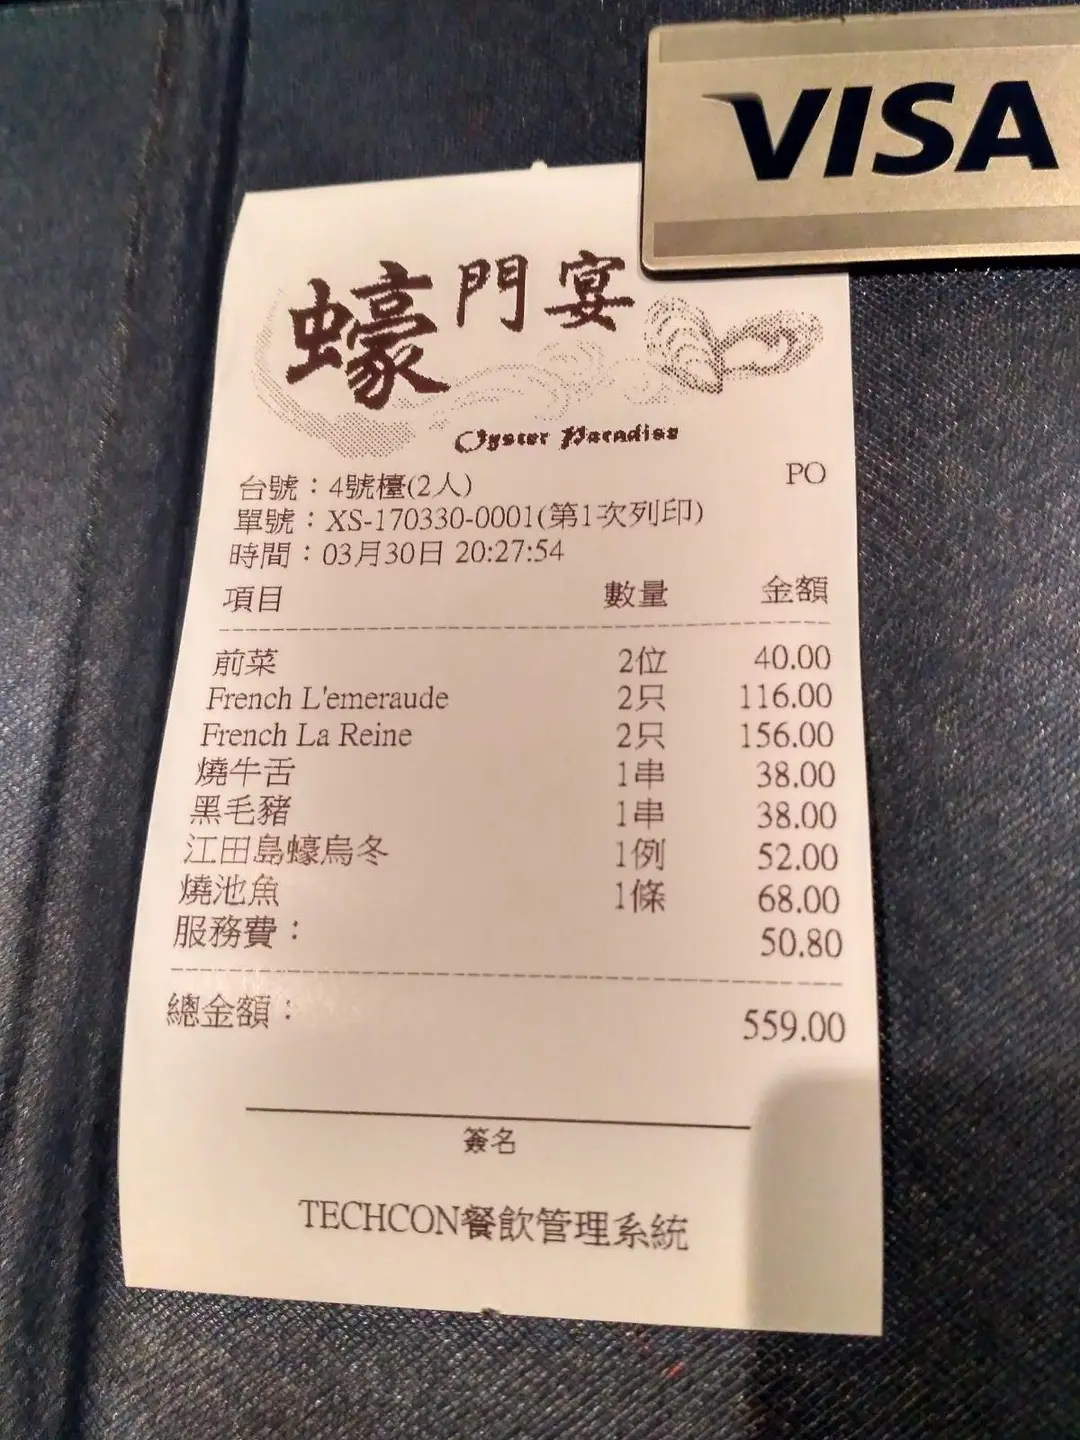 VISA
蠔門宴
Oyster Paradise
PO
台號：4號檯(2人)
單號：XS-170330-0001(第1次列印)
時間：03月30日 20:27:54
項目 數量 金額
前菜 2位 40.00
French L'emeraude 2只 116.00
French La Reine 2只 156.00
燒牛舌 1串 38.00
黑毛豬 1串 38.00
江田島蠔烏冬 1例 52.00
燒池魚 1條 68.00
服務費： 50.80
總金額： 559.00
簽名
TECHCON餐飲管理系統